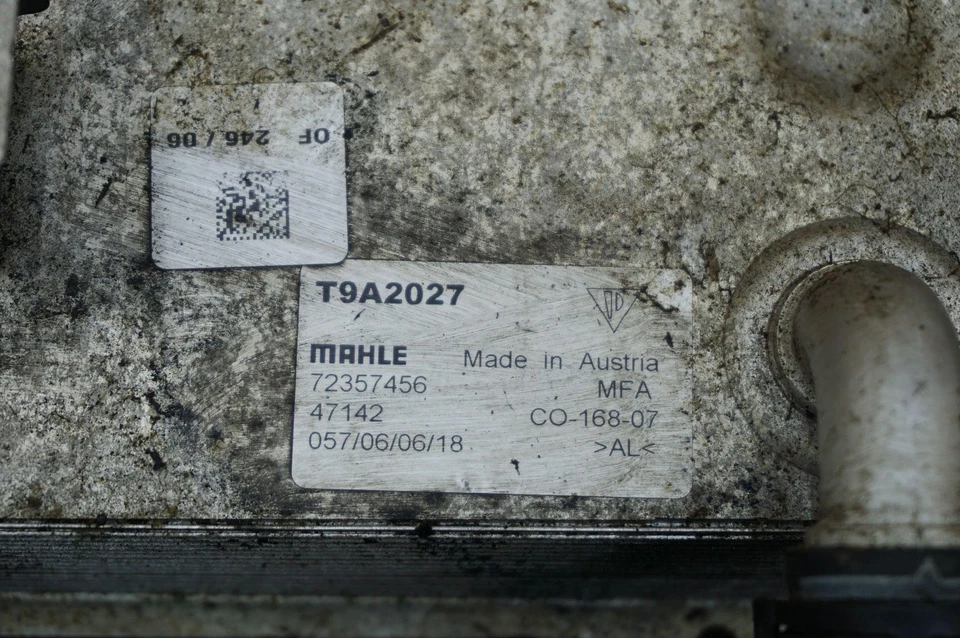 OF 246 / 06
T9A2027
MAHLE Made in Austria
72357456 MFA
47142 CO-168-07
057/06/06/18 >AL<